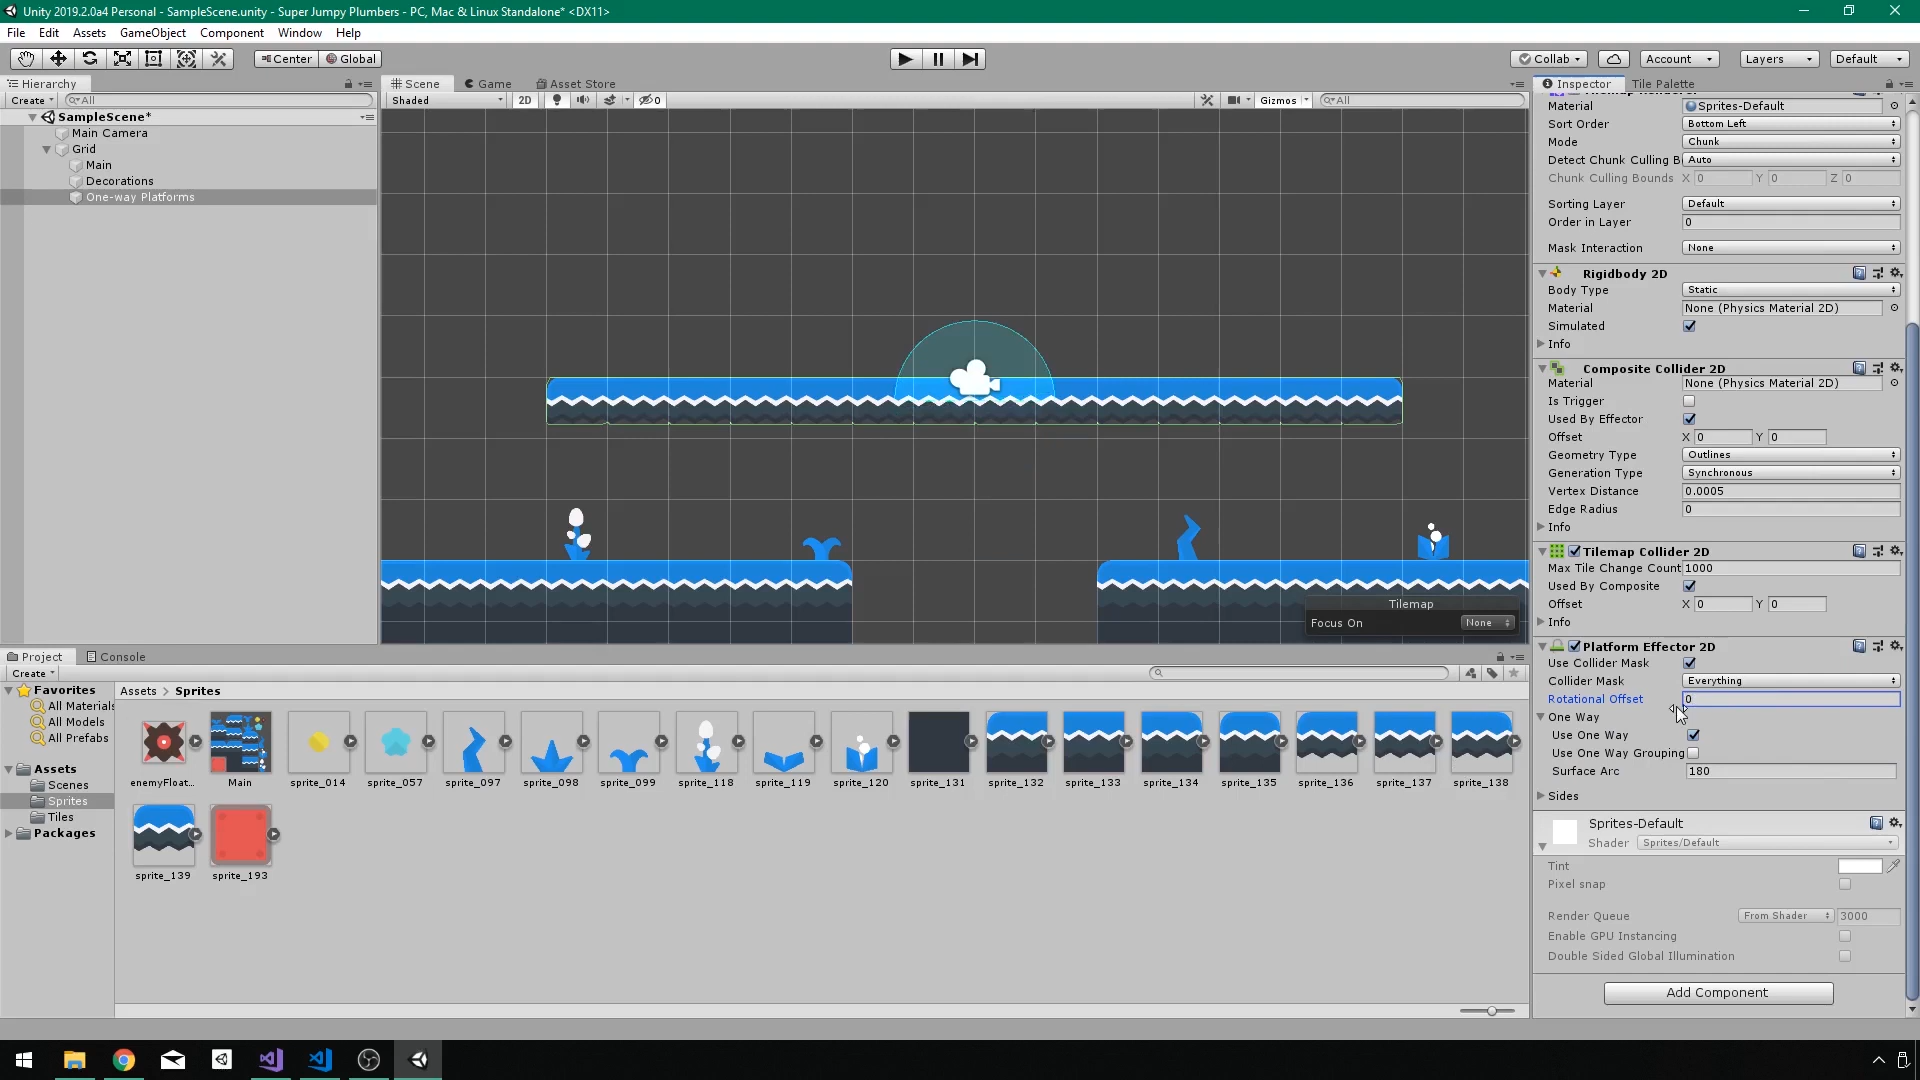 Unity 2019.2.0a4 Personal - SampleScene.unity - Super Jumpy Plumbers - PC, Mac & Linux Standalone* <DX11>
File Edit Assets GameObject Component Window Help
Center Global Collab Account Layers Default
Hierarchy
Create All
SampleScene*
Main Camera
Grid
Main
Decorations
One-way Platforms
Scene Game Asset Store
Shaded 2D 0 Gizmos All
Tilemap
Focus On None
Inspector Tile Palette
Material Sprites-Default
Sort Order Bottom Left
Mode Chunk
Detect Chunk Culling B Auto
Chunk Culling Bounds X 0 Y 0 Z 0
Sorting Layer Default
Order in Layer 0
Mask Interaction None
Rigidbody 2D
Body Type Static
Material None (Physics Material 2D)
Simulated
Info
Composite Collider 2D
Material None (Physics Material 2D)
Is Trigger
Used By Effector
Offset X 0 Y 0
Geometry Type Outlines
Generation Type Synchronous
Vertex Distance 0.0005
Edge Radius 0
Info
Tilemap Collider 2D
Max Tile Change Count 1000
Used By Composite
Offset X 0 Y 0
Info
Platform Effector 2D
Use Collider Mask
Collider Mask Everything
Rotational Offset 0
One Way
Use One Way
Use One Way Grouping
Surface Arc 180
Sides
Sprites-Default
Shader Sprites/Default
Tint
Pixel snap
Render Queue From Shader 3000
Enable GPU Instancing
Double Sided Global Illumination
Add Component
Project Console
Create
Favorites
All Materials
All Models
All Prefabs
Assets
Scenes
Sprites
Tiles
Packages
Assets > Sprites
enemyFloat... Main sprite_014 sprite_057 sprite_097 sprite_098 sprite_099 sprite_118 sprite_119 sprite_120 sprite_131 sprite_132 sprite_133 sprite_134 sprite_135 sprite_136 sprite_137 sprite_138
sprite_139 sprite_193